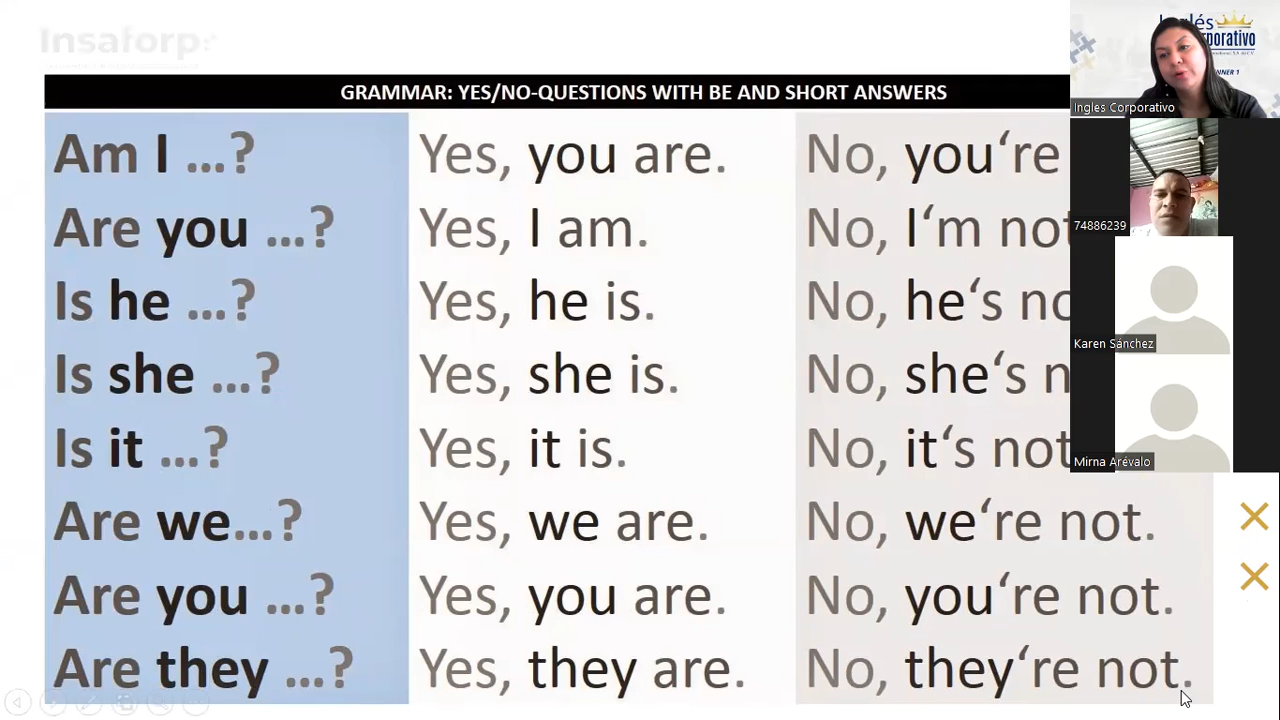 Insaforp
GRAMMAR: YES/NO-QUESTIONS WITH BE AND SHORT ANSWERS
Am I ...? Yes, you are. No, you‘re
Are you ...? Yes, I am. No, I‘m not
Is he ...? Yes, he is. No, he‘s no
Is she ...? Yes, she is. No, she‘s n
Is it ...? Yes, it is. No, it‘s not
Are we...? Yes, we are. No, we‘re not.
Are you ...? Yes, you are. No, you‘re not.
Are they ...? Yes, they are. No, they‘re not.
Inglés
Ingles Corporativo
74886239
Karen Sánchez
Mirna Arévalo